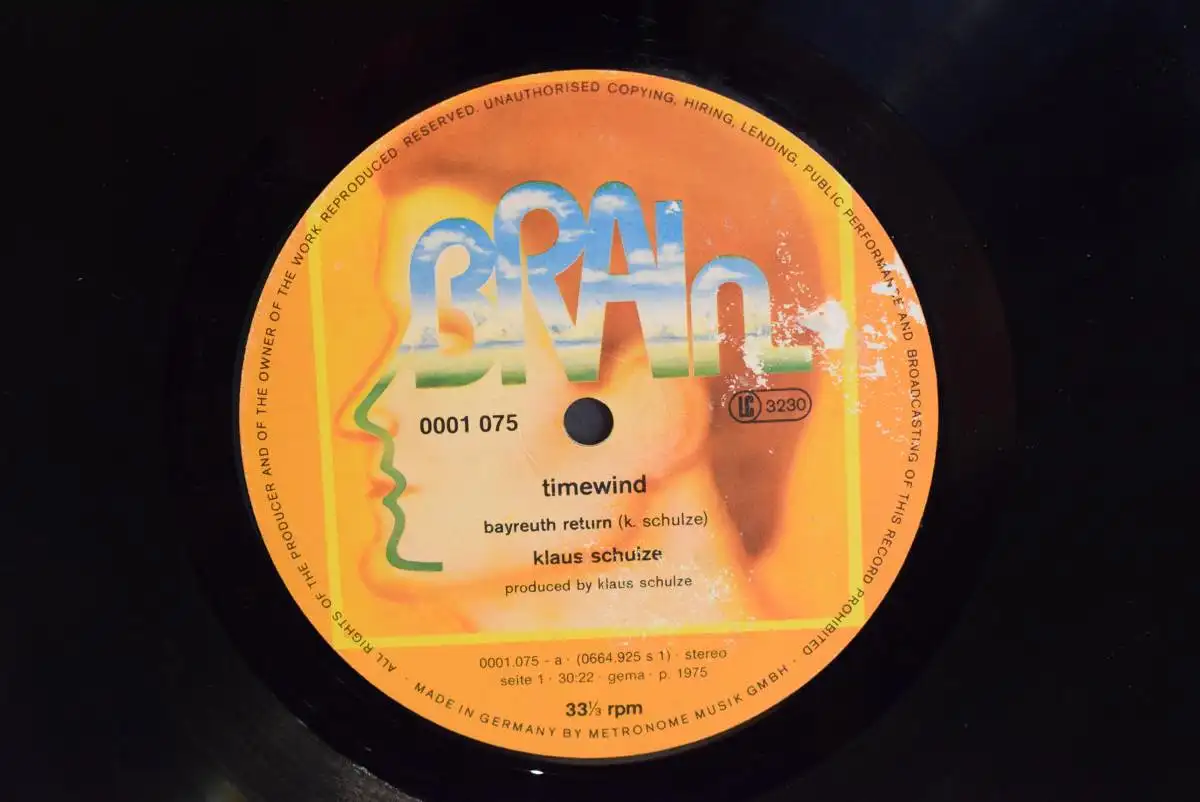 ALL RIGHTS OF THE PRODUCER AND OF THE OWNER OF THE WORK REPRODUCED RESERVED. UNAUTHORISED COPYING, HIRING, LENDING, PUBLIC PERFORMANCE AND BROADCASTING OF THIS RECORD PROHIBITED ·
BRAIn
0001 075
LC 3230
timewind
bayreuth return (k. schulze)
klaus schulze
produced by klaus schulze
0001.075 - a · (0664.925 s 1) · stereo
seite 1 · 30:22 · gema · p. 1975
33⅓ rpm
· MADE IN GERMANY BY METRONOME MUSIK GMBH ·